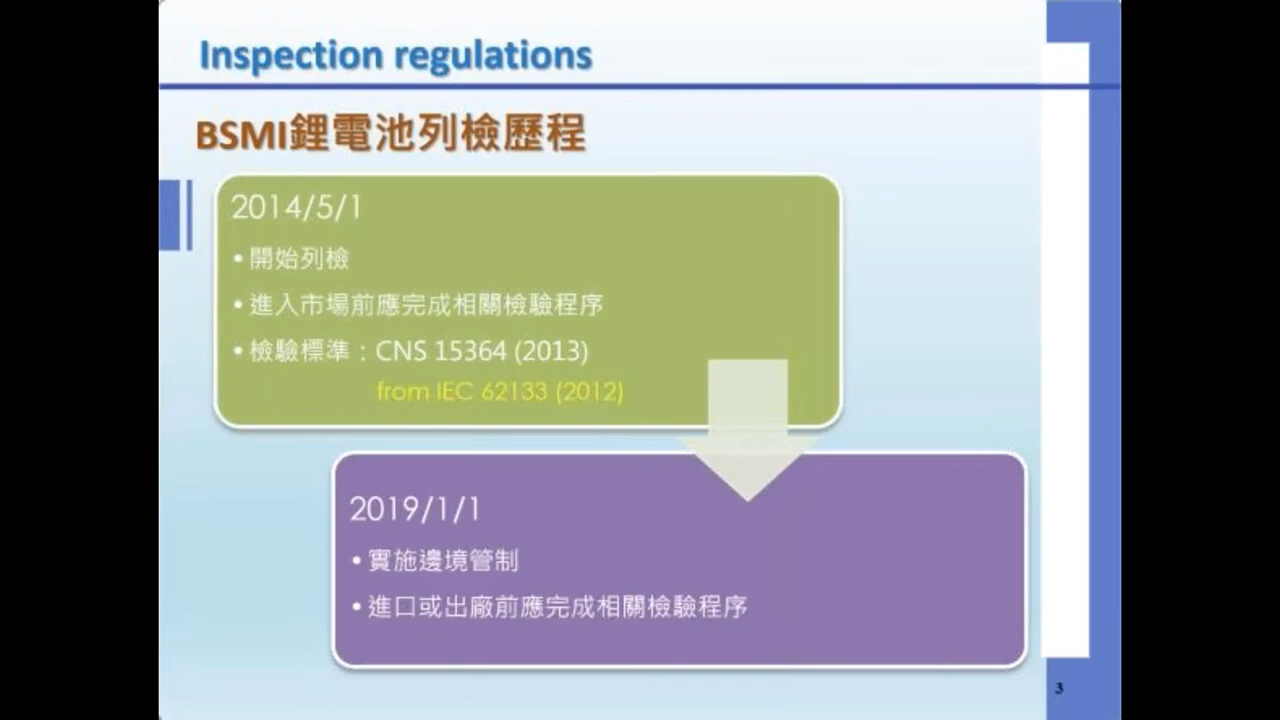 Inspection regulations
BSMI鋰電池列檢歷程
2014/5/1
• 開始列檢
• 進入市場前應完成相關檢驗程序
• 檢驗標準：CNS 15364 (2013)
from IEC 62133 (2012)
2019/1/1
• 實施邊境管制
• 進口或出廠前應完成相關檢驗程序
3